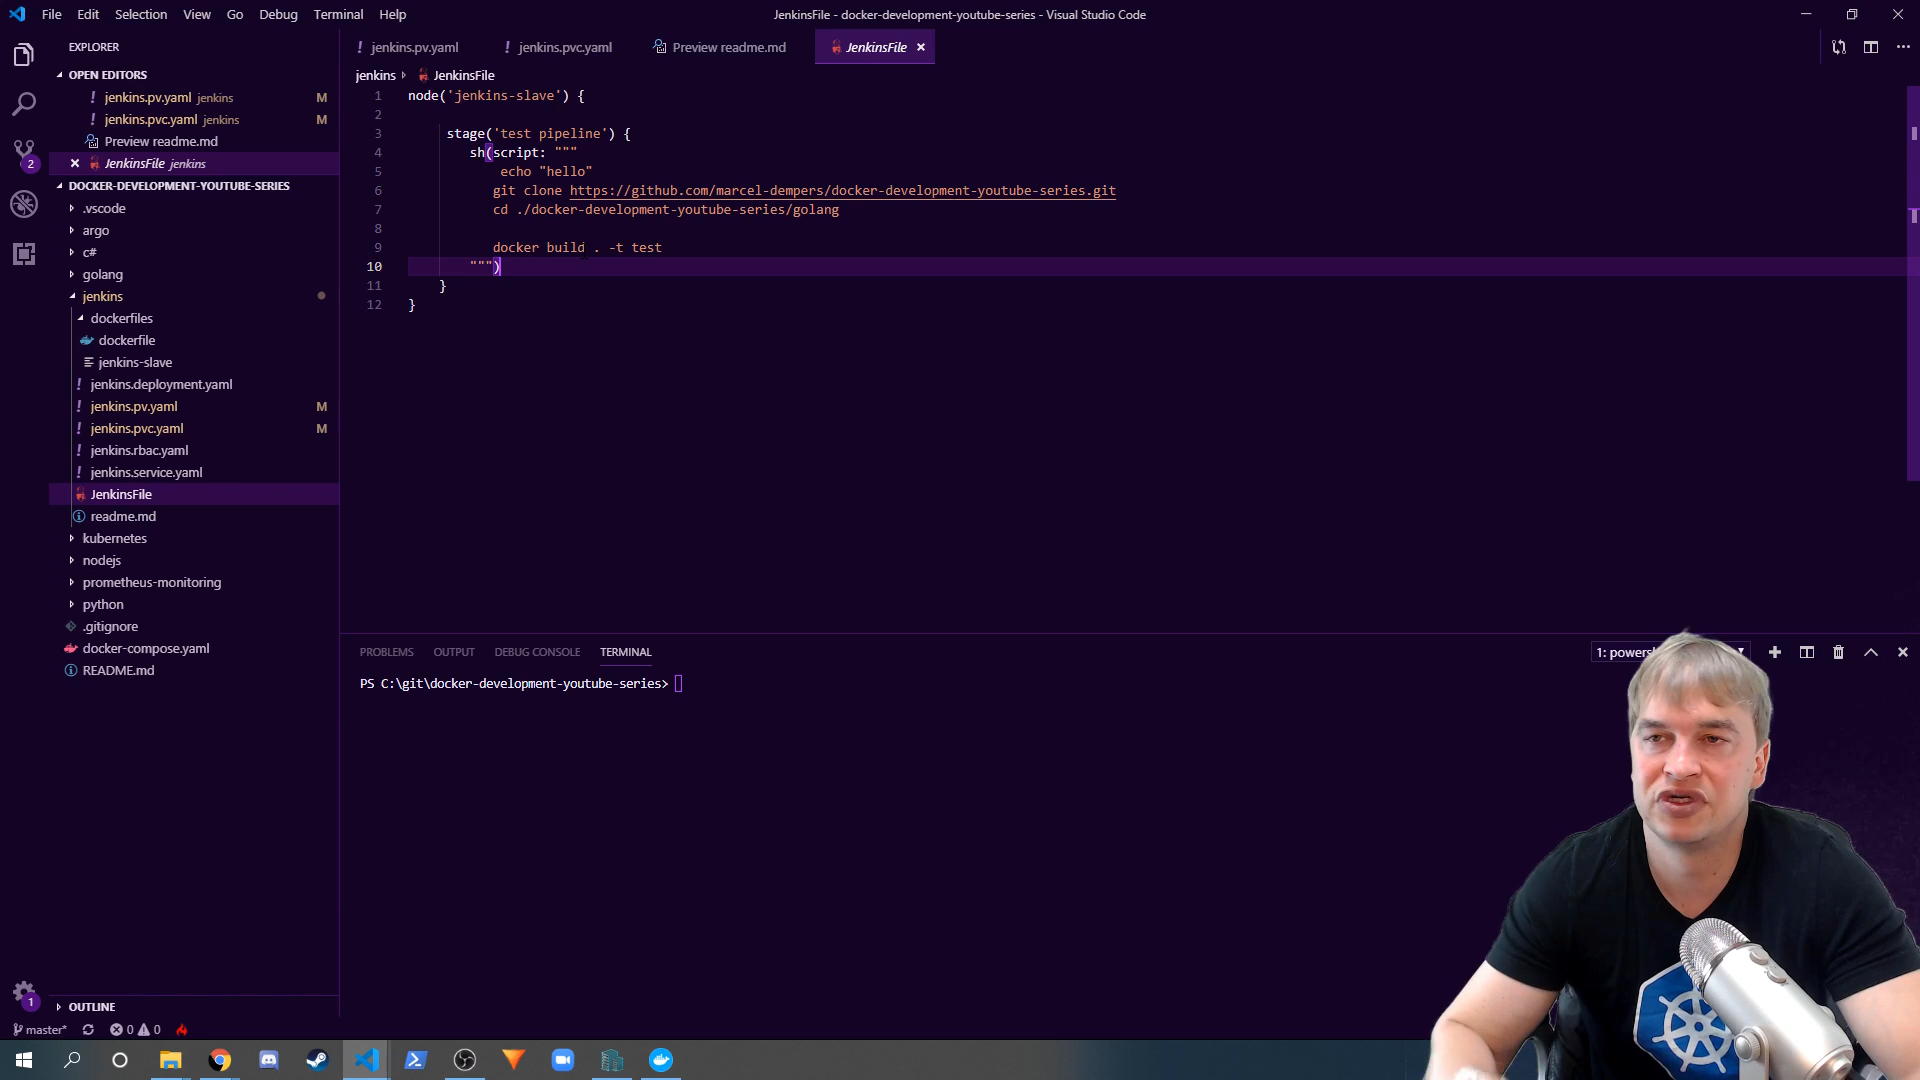 File Edit Selection View Go Debug Terminal Help
JenkinsFile - docker-development-youtube-series - Visual Studio Code
EXPLORER
OPEN EDITORS
jenkins.pv.yaml jenkins M
jenkins.pvc.yaml jenkins M
Preview readme.md
JenkinsFile jenkins
2
DOCKER-DEVELOPMENT-YOUTUBE-SERIES
.vscode
argo
c#
golang
jenkins
dockerfiles
dockerfile
jenkins-slave
jenkins.deployment.yaml
jenkins.pv.yaml M
jenkins.pvc.yaml M
jenkins.rbac.yaml
jenkins.service.yaml
JenkinsFile
readme.md
kubernetes
nodejs
prometheus-monitoring
python
.gitignore
docker-compose.yaml
README.md
OUTLINE
1
jenkins.pv.yaml jenkins.pvc.yaml Preview readme.md JenkinsFile
jenkins JenkinsFile
1 node('jenkins-slave') {
2
3 stage('test pipeline') {
4 sh(script: """
5 echo "hello"
6 git clone https://github.com/marcel-dempers/docker-development-youtube-series.git
7 cd ./docker-development-youtube-series/golang
8
9 docker build . -t test
10 """)
11 }
12 }
PROBLEMS OUTPUT DEBUG CONSOLE TERMINAL
1:
PS C:\git\docker-development-youtube-series>
master* 0 0